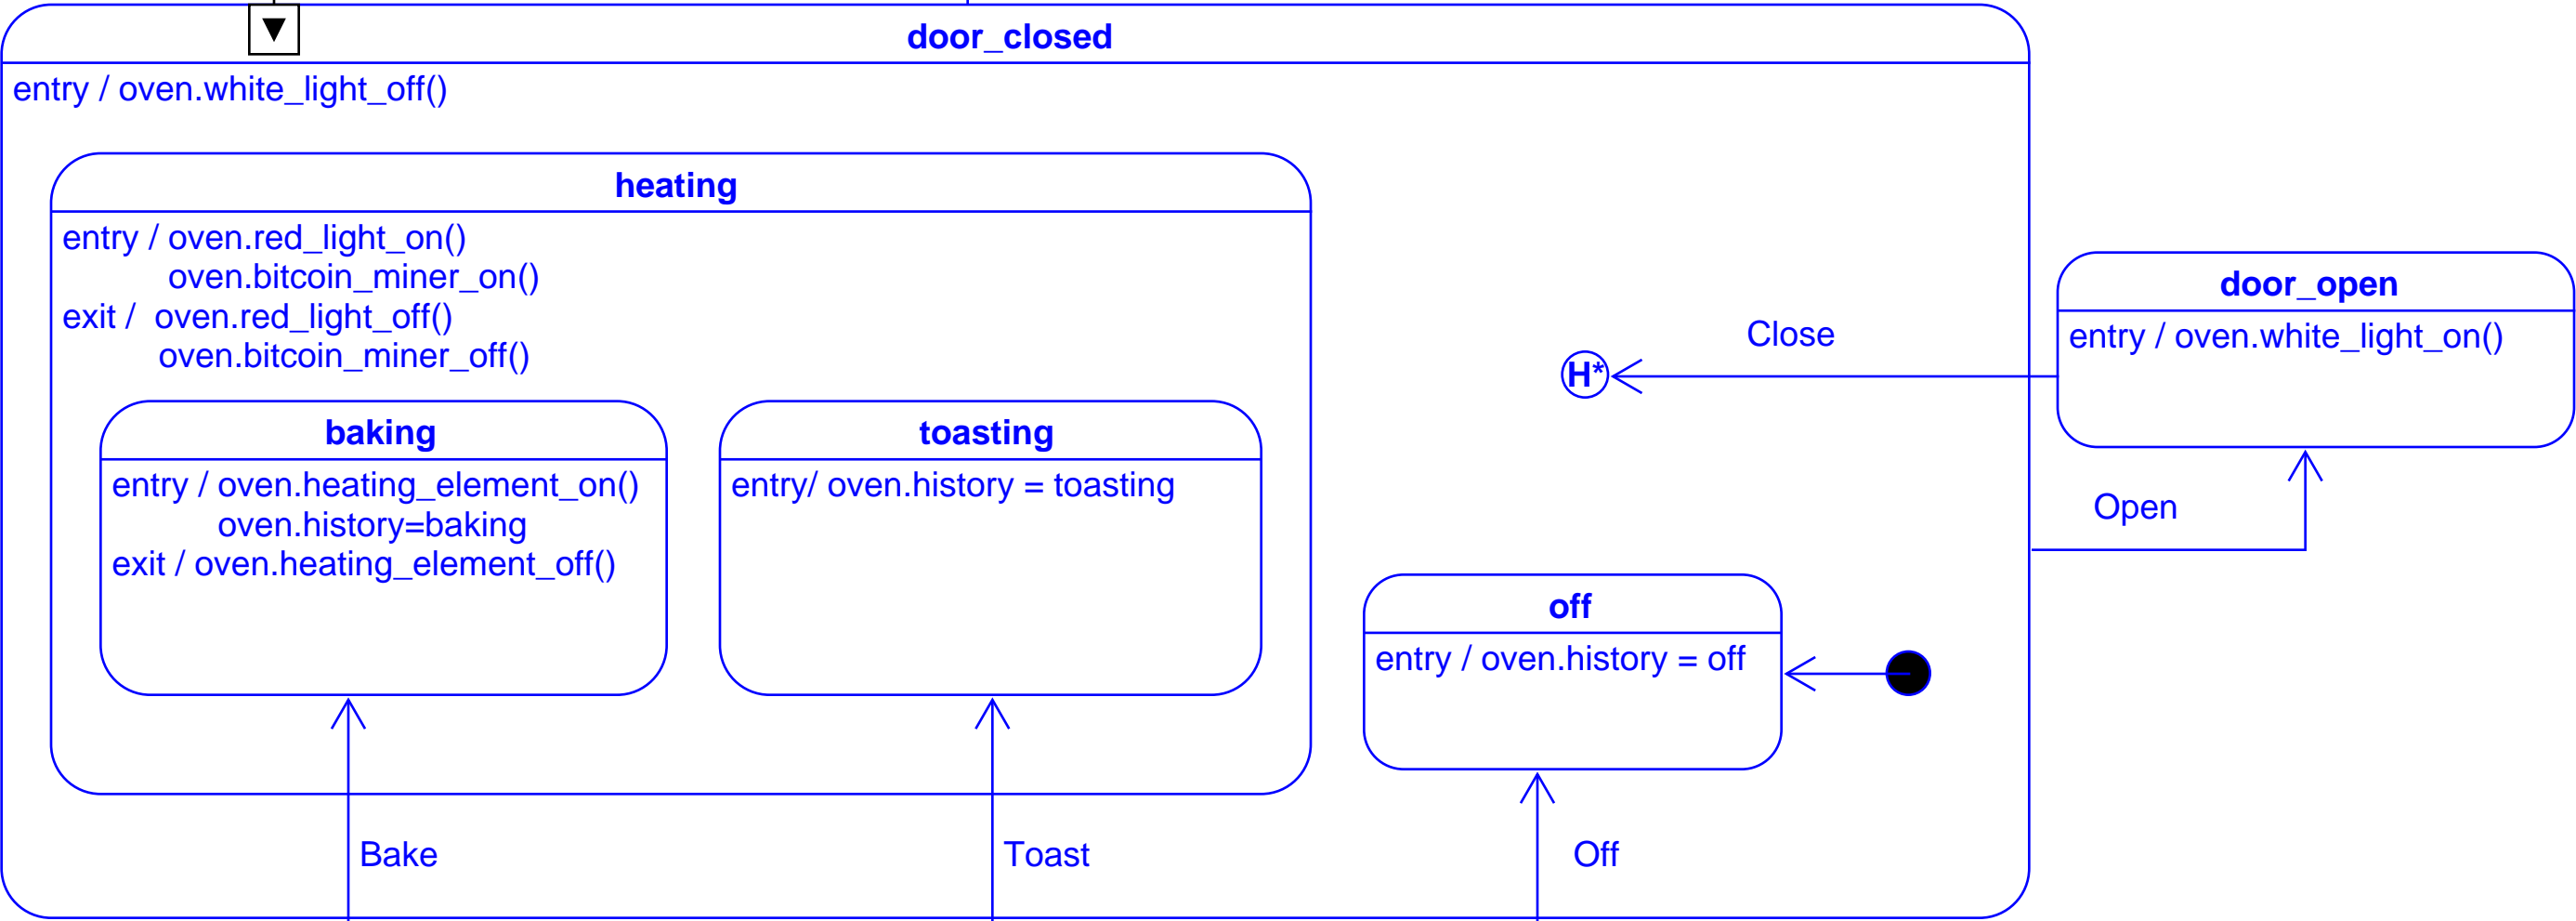 door_closed
entry / oven.white_light_off()
heating
entry / oven.red_light_on()
oven.bitcoin_miner_on()
exit / oven.red_light_off()
oven.bitcoin_miner_off()
baking
entry / oven.heating_element_on()
oven.history=baking
exit / oven.heating_element_off()
toasting
entry/ oven.history = toasting
H*
Close
door_open
entry / oven.white_light_on()
Open
off
entry / oven.history = off
Bake
Toast
Off